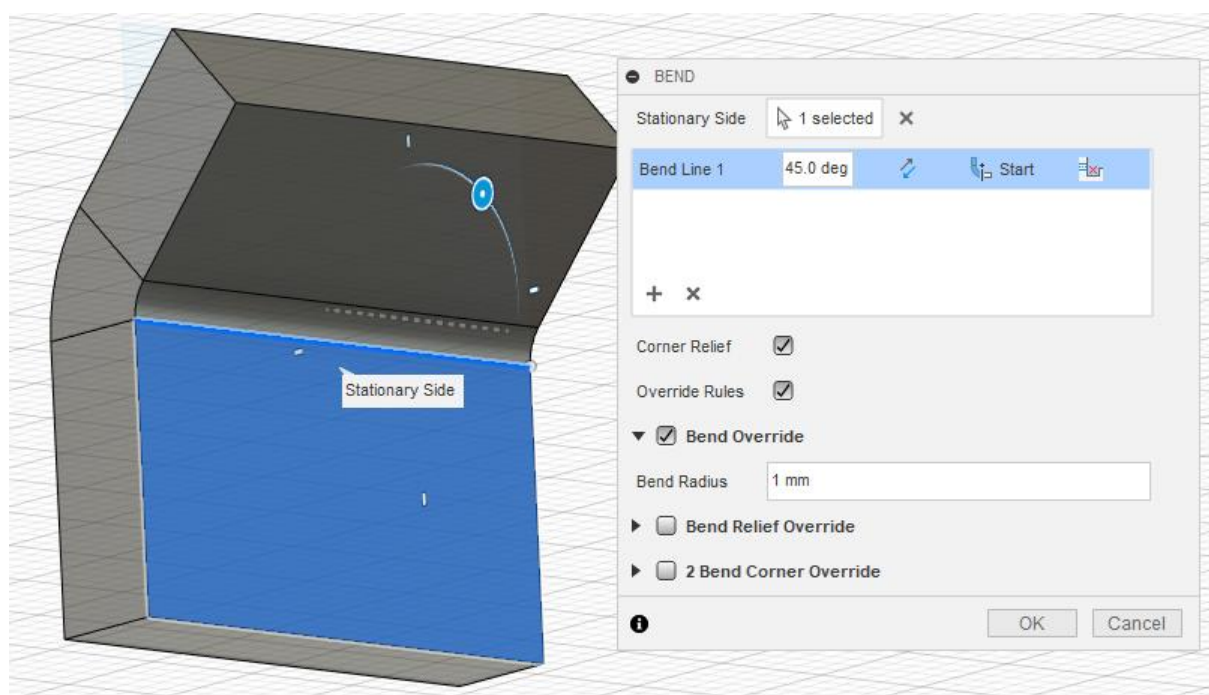 BEND
Stationary Side 1 selected
Bend Line 1 45.0 deg Start
Corner Relief
Override Rules
Bend Override
Bend Radius 1 mm
Bend Relief Override
2 Bend Corner Override
OK Cancel
Stationary Side